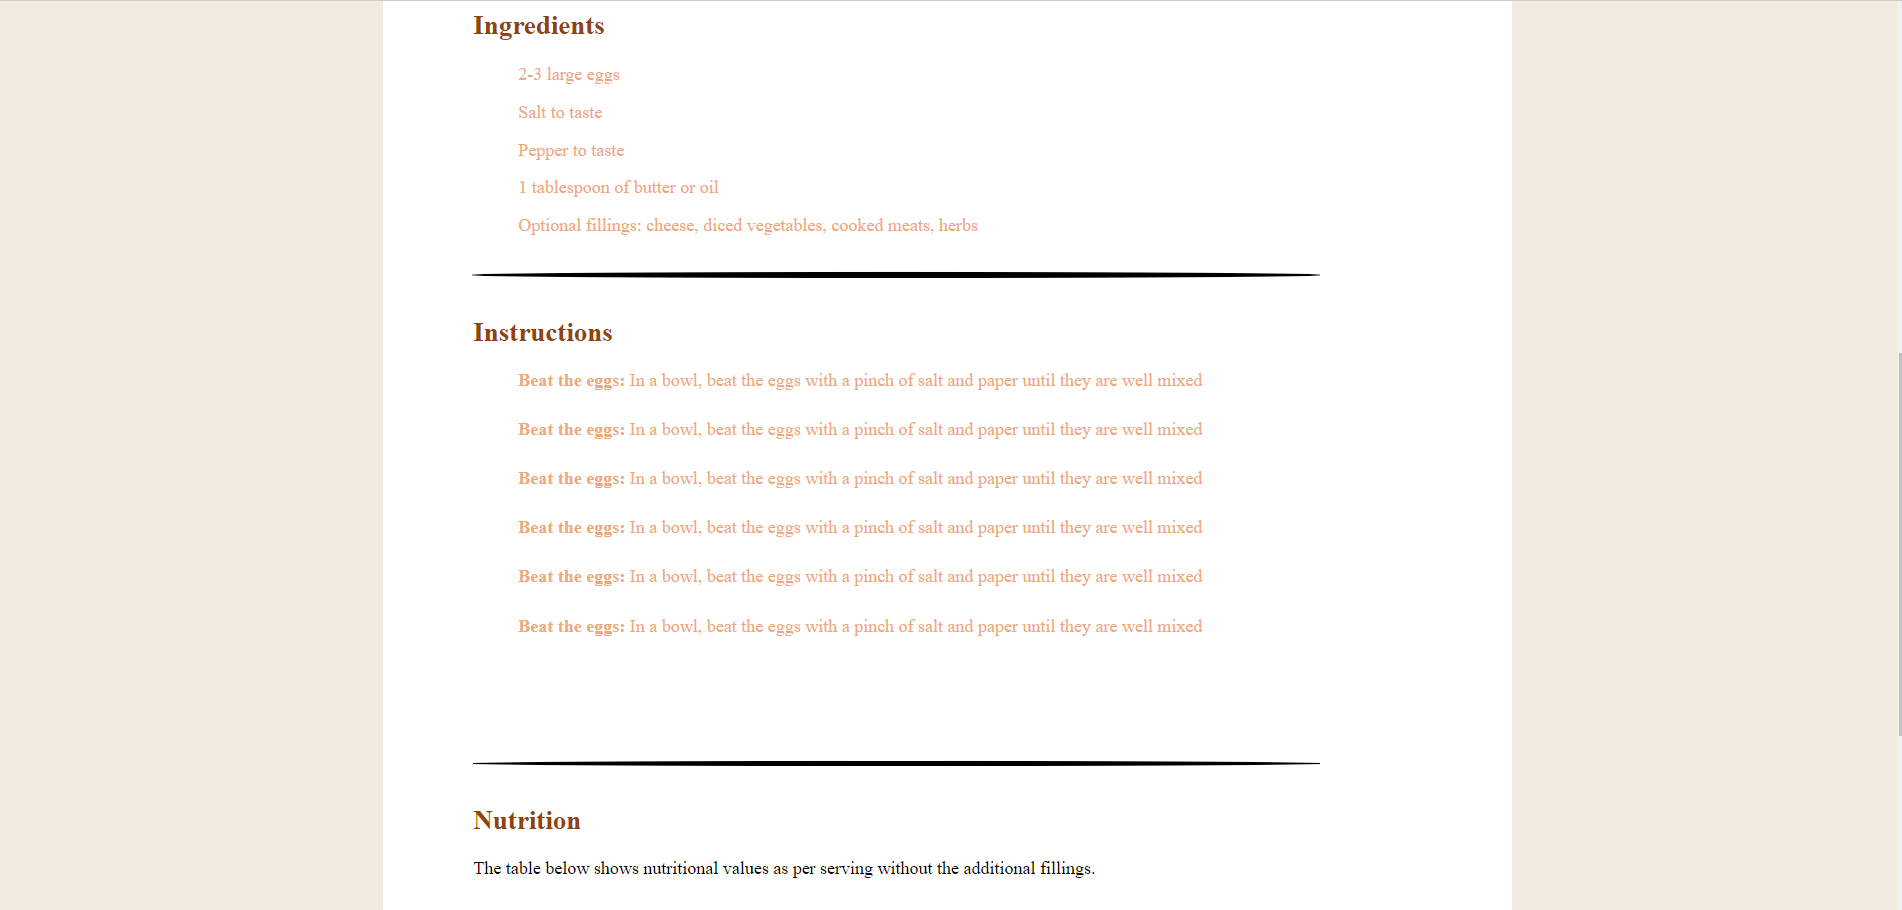 Ingredients
2-3 large eggs
Salt to taste
Pepper to taste
1 tablespoon of butter or oil
Optional fillings: cheese, diced vegetables, cooked meats, herbs
Instructions
Beat the eggs: In a bowl, beat the eggs with a pinch of salt and paper until they are well mixed
Beat the eggs: In a bowl, beat the eggs with a pinch of salt and paper until they are well mixed
Beat the eggs: In a bowl, beat the eggs with a pinch of salt and paper until they are well mixed
Beat the eggs: In a bowl, beat the eggs with a pinch of salt and paper until they are well mixed
Beat the eggs: In a bowl, beat the eggs with a pinch of salt and paper until they are well mixed
Beat the eggs: In a bowl, beat the eggs with a pinch of salt and paper until they are well mixed
Nutrition
The table below shows nutritional values as per serving without the additional fillings.